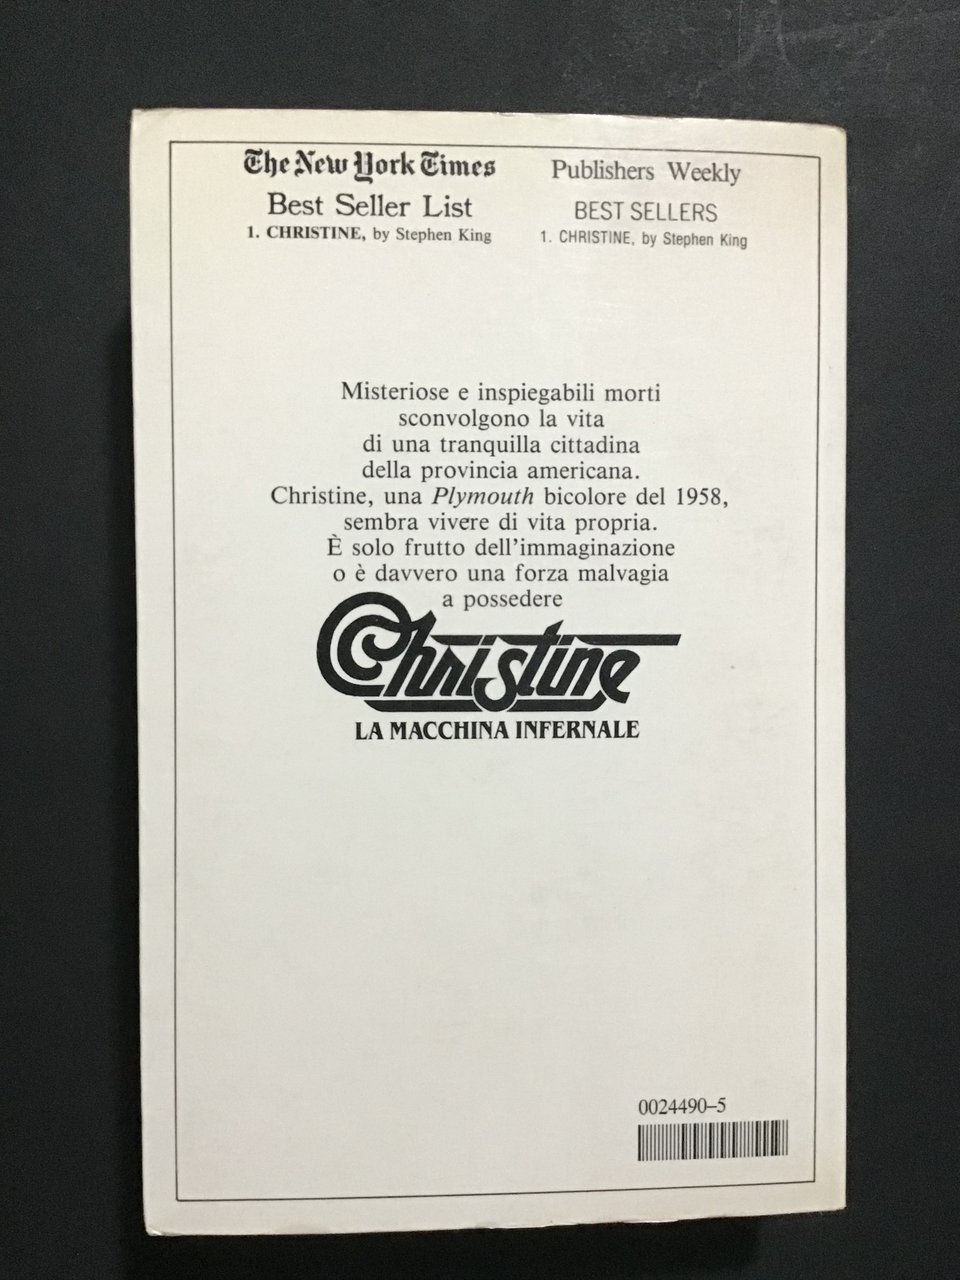 The New York Times
Best Seller List
1. CHRISTINE, by Stephen King
Publishers Weekly
BEST SELLERS
1. CHRISTINE, by Stephen King
Misteriose e inspiegabili morti
sconvolgono la vita
di una tranquilla cittadina
della provincia americana.
Christine, una Plymouth bicolore del 1958,
sembra vivere di vita propria.
È solo frutto dell'immaginazione
o è davvero una forza malvagia
a possedere
Christine
LA MACCHINA INFERNALE
0024490–5